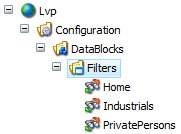 Lvp
Configuration
DataBlocks
Filters
Home
Industrials
PrivatePersons